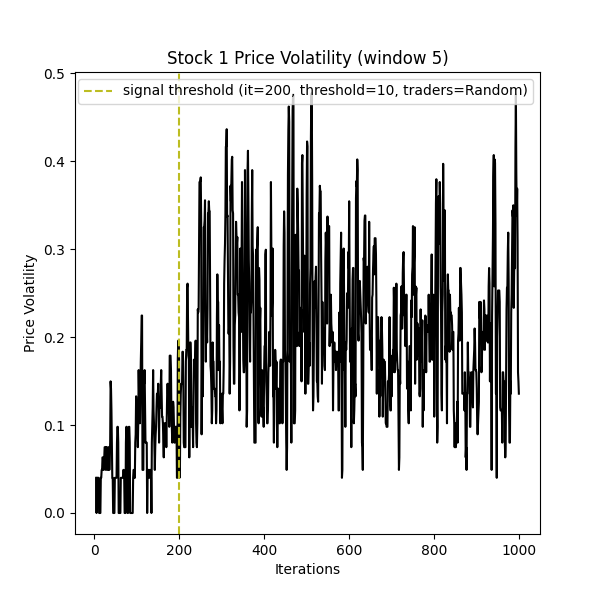 Stock 1 Price Volatility (window 5)
signal threshold (it=200, threshold=10, traders=Random)
0.5
0.4
0.3
0.2
0.1
0.0
Price Volatility
0 200 400 600 800 1000
Iterations